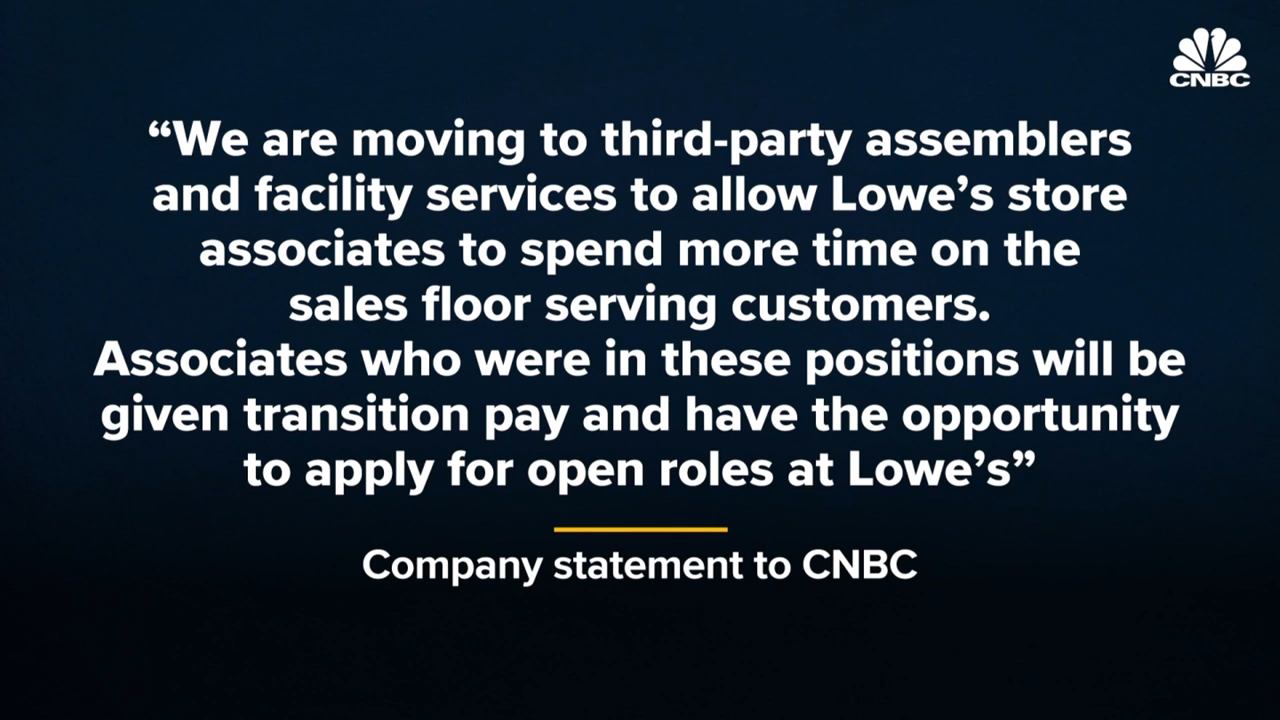 CNBC
“We are moving to third-party assemblers
and facility services to allow Lowe’s store
associates to spend more time on the
sales floor serving customers.
Associates who were in these positions will be
given transition pay and have the opportunity
to apply for open roles at Lowe’s”
Company statement to CNBC